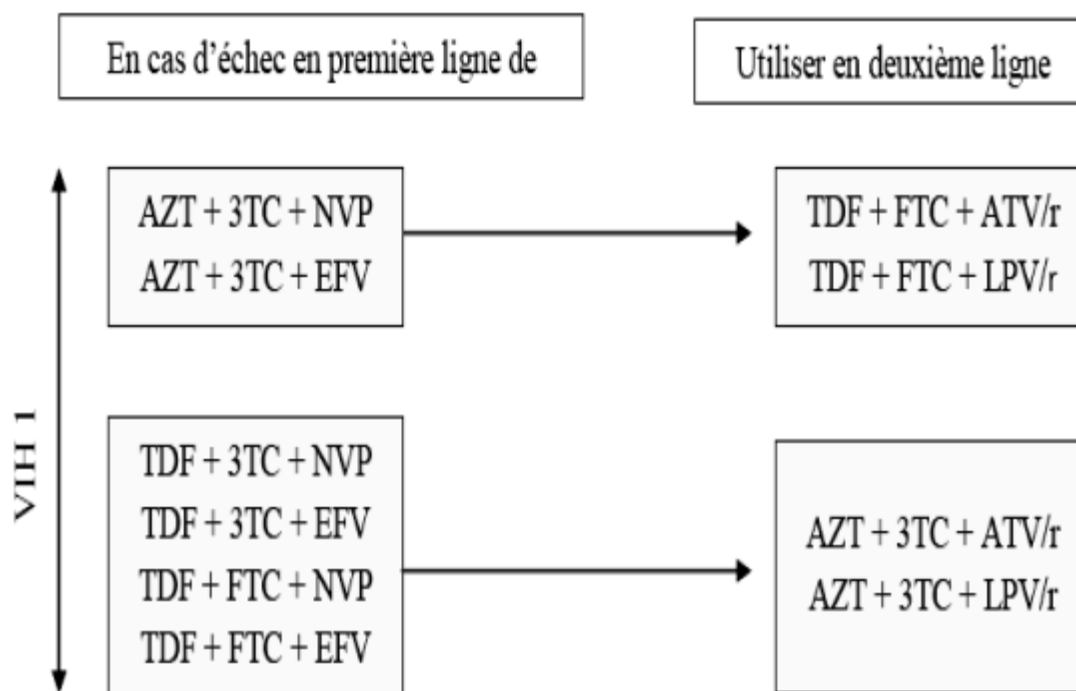 En cas d'échec en première ligne de
Utiliser en deuxième ligne
VIH 1
AZT + 3TC + NVP
AZT + 3TC + EFV
TDF + FTC + ATV/r
TDF + FTC + LPV/r
TDF + 3TC + NVP
TDF + 3TC + EFV
TDF + FTC + NVP
TDF + FTC + EFV
AZT + 3TC + ATV/r
AZT + 3TC + LPV/r